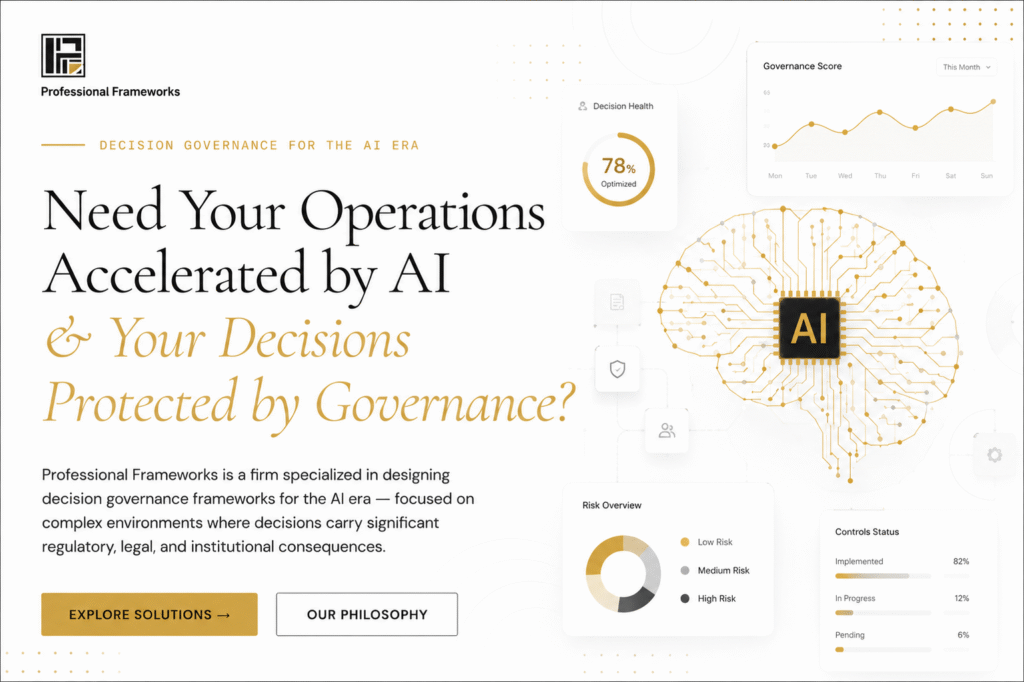 Professional Frameworks
DECISION GOVERNANCE FOR THE AI ERA
Need Your Operations
Accelerated by AI
& Your Decisions
Protected by Governance?
Professional Frameworks is a firm specialized in designing
decision governance frameworks for the AI era — focused on
complex environments where decisions carry significant
regulatory, legal, and institutional consequences.
EXPLORE SOLUTIONS →
OUR PHILOSOPHY
Decision Health
78%
Optimized
Governance Score
This Month
Mon Tue Wed Thu Fri Sat Sun
AI
Risk Overview
Low Risk
Medium Risk
High Risk
Controls Status
Implemented 82%
In Progress 12%
Pending 6%